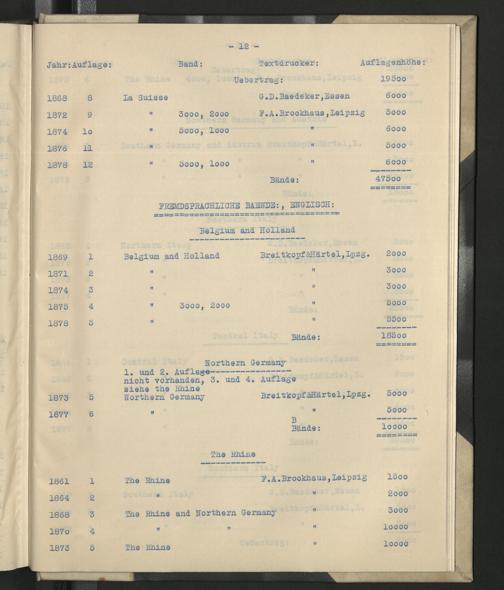 - 12 -
Jahr:Auflage: Band: Textdrucker: Auflagenhöhe:
Uebertrag: 19500
1868 8 La Suisse G.D.Baedeker,Essen 6000
1872 9 " 3000, 2000 F.A.Brockhaus,Leipzig 5000
1874 10 " 5000, 1000 " 6000
1876 11 5000
1878 12 " 5000, 1000 " 6000
Bände: 47500
FREMDSPRACHLICHE BAENDE:, ENGLISCH:
Belgium and Holland
1869 1 Belgium and Holland Breitkopf&Härtel,Lpzg. 2000
1871 2 " " 3000
1874 3 " " 3000
1875 4 " 3000, 2000 " 5000
1878 5 " " 5500
Bände: 18500
Northern Germany
1. und 2. Auflage
nicht vorhanden, 3. und 4. Auflage
siehe the Rhine
1873 5 Northern Germany Breitkopf&Härtel,Lpzg. 5000
1877 6 " " 5000
B
Bände: 10000
The Rhine
1861 1 The Rhine F.A.Brockhaus,Leipzig 1500
1864 2 " " 2000
1868 3 The Rhine and Northern Germany " 3000
1870 4 " " " 10000
1873 5 The Rhine " 10000